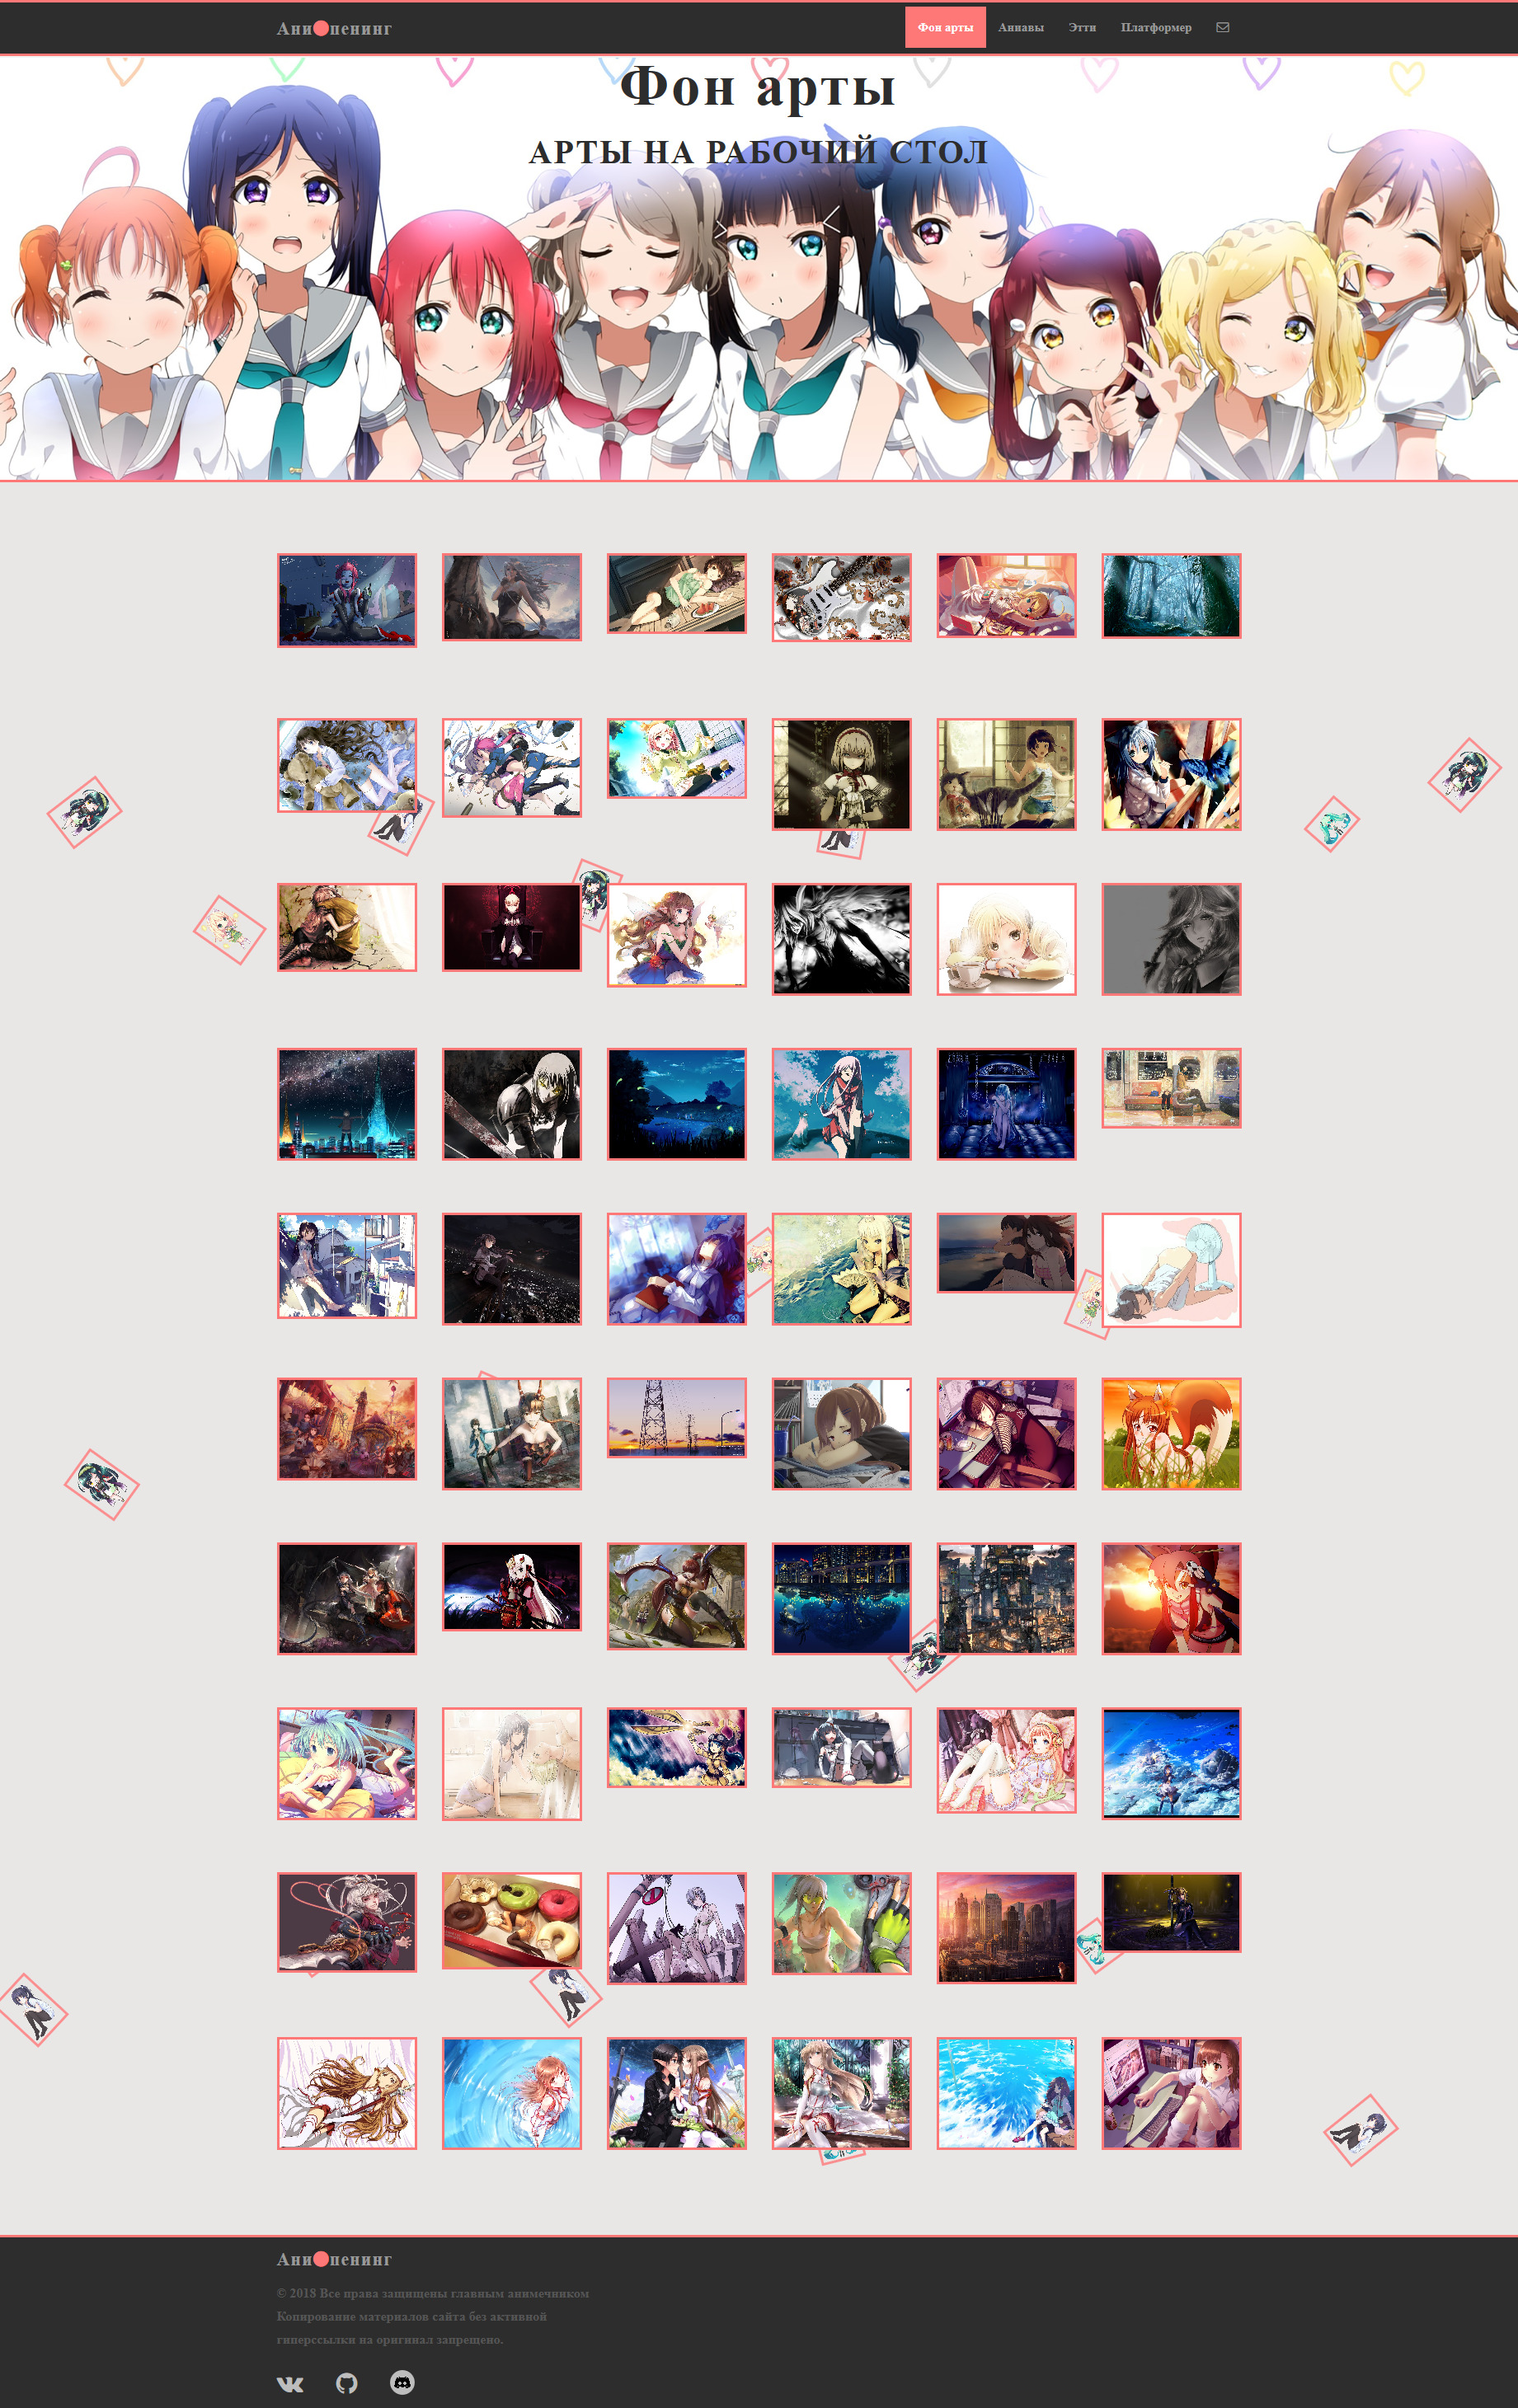 Ани пенинг
Фон арты
Аниавы
Этти
Платформер
Фон арты
АРТЫ НА РАБОЧИЙ СТОЛ
Ани пенинг
© 2018 Все права защищены главным анимечником
Копирование материалов сайта без активной
гиперссылки на оригинал запрещено.